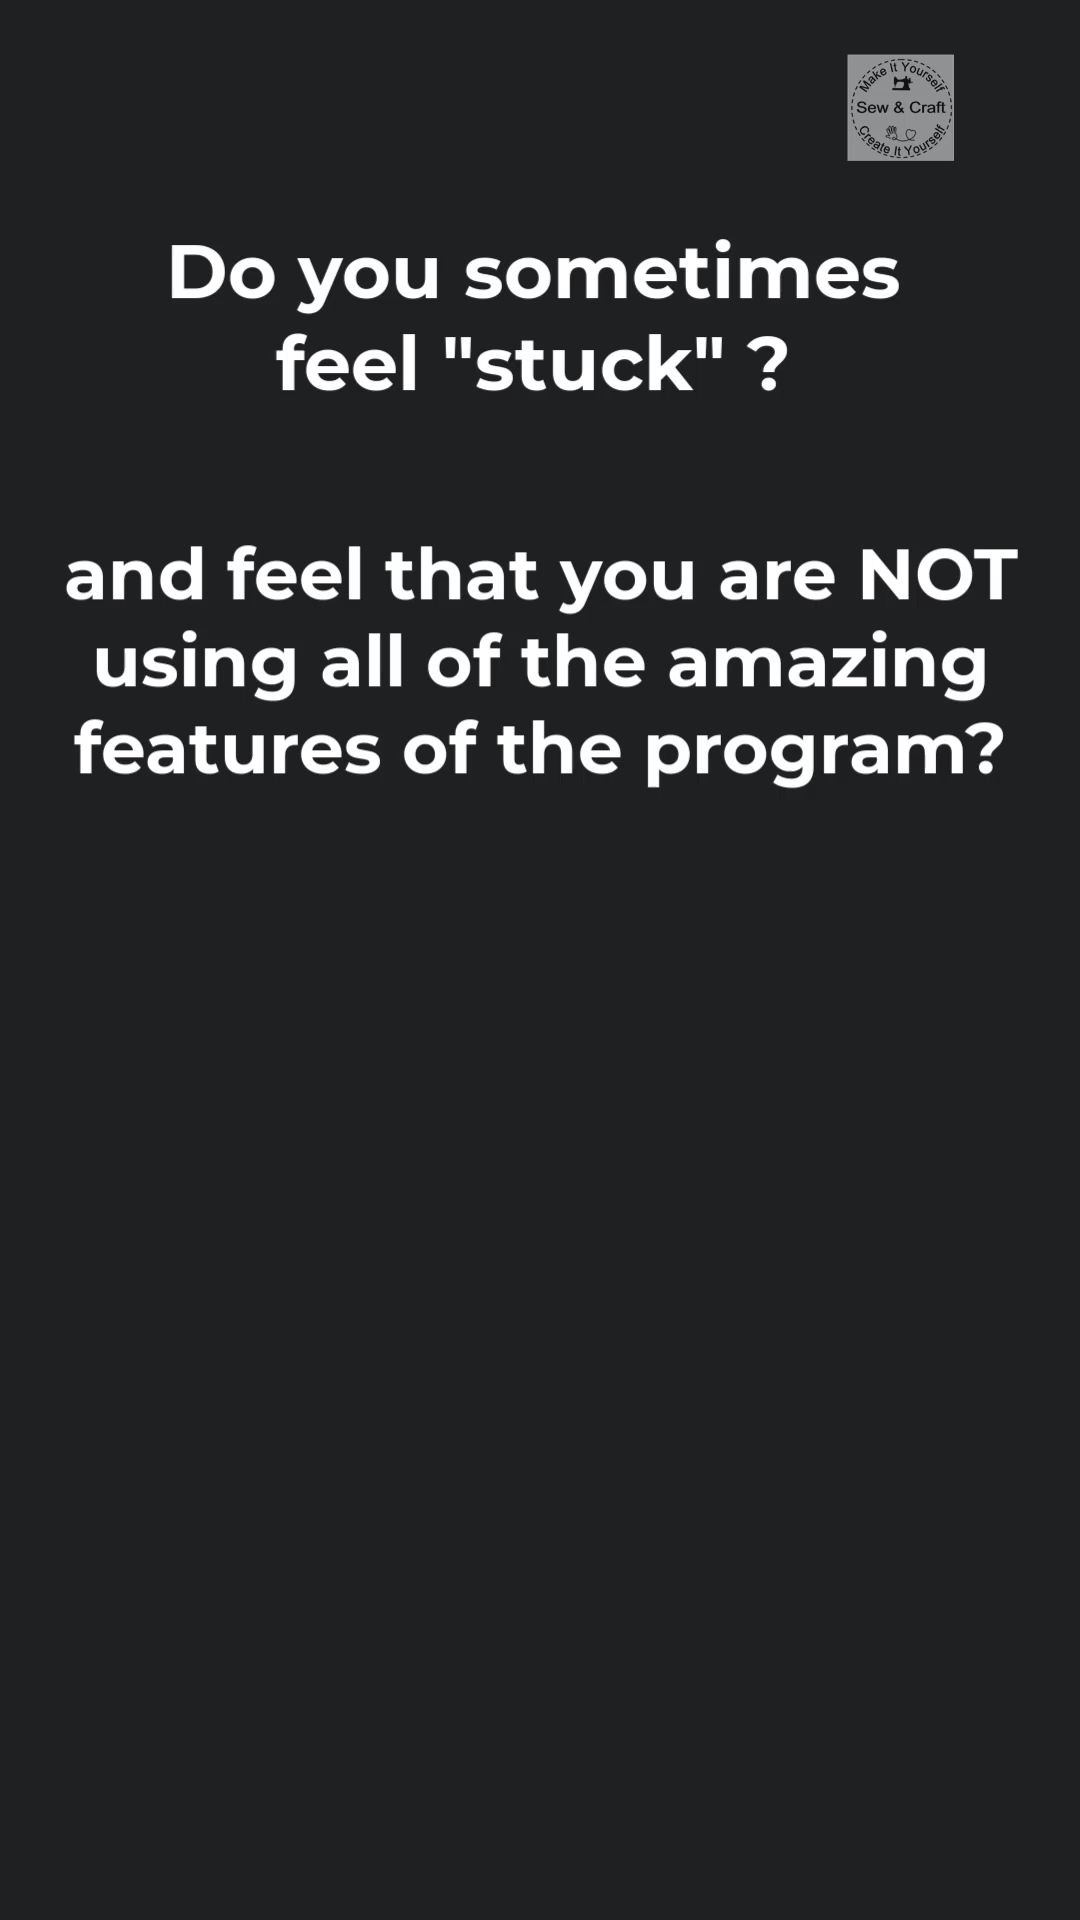 Make It Yourself
Sew & Craft
Create It Yourself
Do you sometimes
feel "stuck" ?
and feel that you are NOT
using all of the amazing
features of the program?